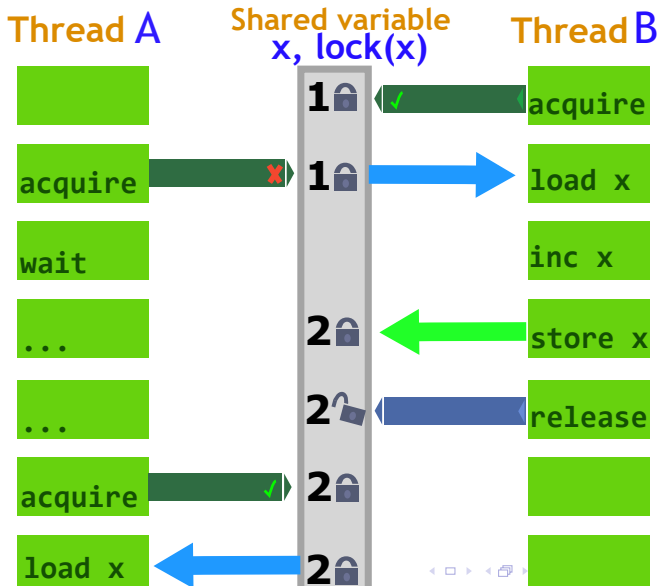 Thread A Shared variable Thread B
x, lock(x)
1 acquire
acquire 1 load x
wait inc x
... 2 store x
... 2 release
acquire 2
load x 2